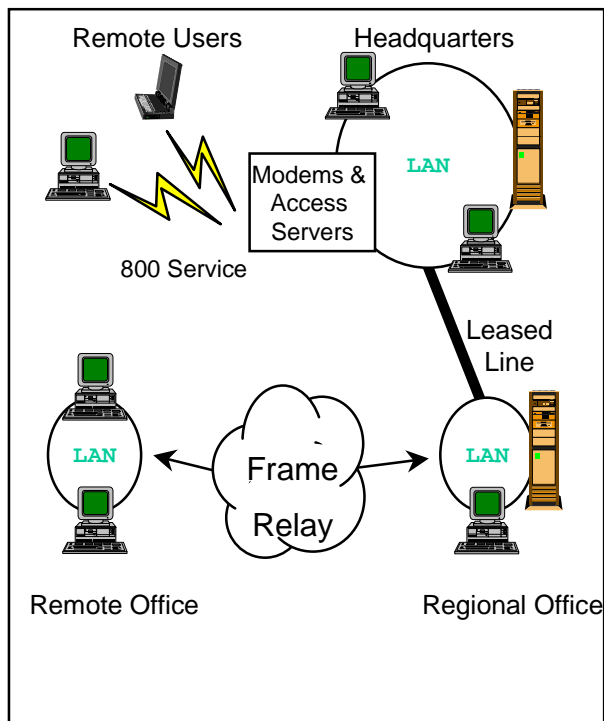 Remote Users
Headquarters
LAN
Modems &
Access
Servers
800 Service
Leased
Line
LAN
Frame
Relay
LAN
Remote Office
Regional Office